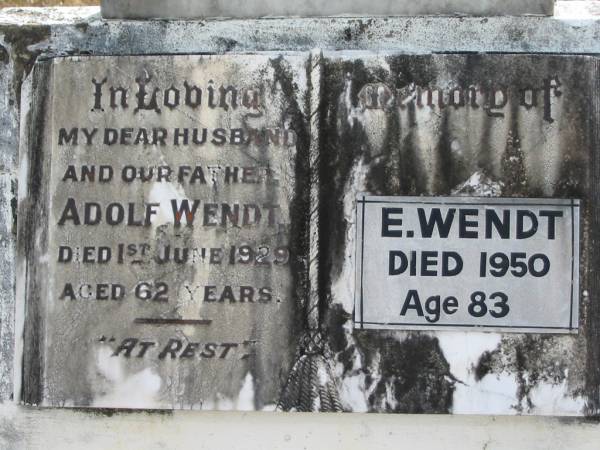 In Loving Memory of
MY DEAR HUSBAND
AND OUR FATHER
ADOLF WENDT
DIED 1ST JUNE 1929
AGED 62 YEARS.
"AT REST".
E. WENDT
DIED 1950
Age 83